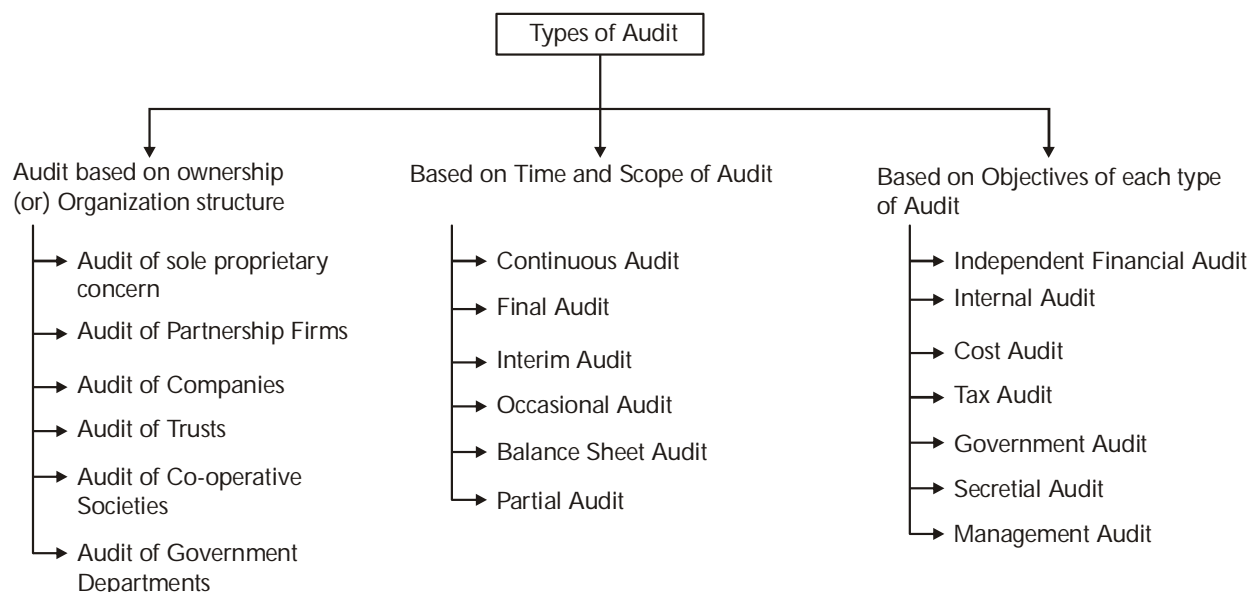 Types of Audit
Audit based on ownership
(or) Organization structure
Audit of sole proprietary
concern
Audit of Partnership Firms
Audit of Companies
Audit of Trusts
Audit of Co-operative
Societies
Audit of Government
Departments
Based on Time and Scope of Audit
Continuous Audit
Final Audit
Interim Audit
Occasional Audit
Balance Sheet Audit
Partial Audit
Based on Objectives of each type
of Audit
Independent Financial Audit
Internal Audit
Cost Audit
Tax Audit
Government Audit
Secretial Audit
Management Audit